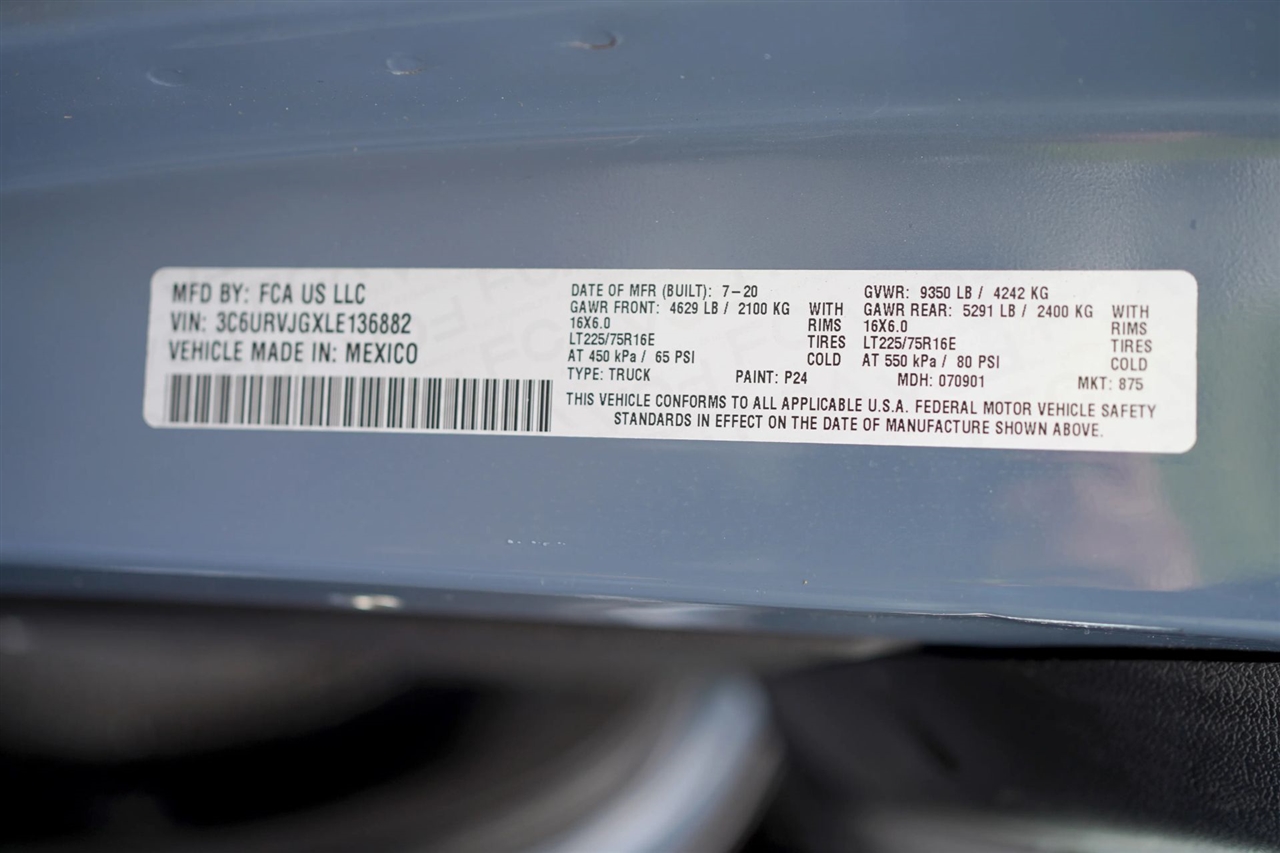 MFD BY: FCA US LLC
VIN: 3C6URVJGXLE136882
VEHICLE MADE IN: MEXICO
DATE OF MFR (BUILT): 7-20 GVWR: 9350 LB / 4242 KG
GAWR FRONT: 4629 LB / 2100 KG WITH GAWR REAR: 5291 LB / 2400 KG WITH
16X6.0 RIMS 16X6.0 RIMS
LT225/75R16E TIRES LT225/75R16E TIRES
AT 450 kPa / 65 PSI COLD AT 550 kPa / 80 PSI COLD
TYPE: TRUCK PAINT: P24 MDH: 070901 MKT: 875
THIS VEHICLE CONFORMS TO ALL APPLICABLE U.S.A. FEDERAL MOTOR VEHICLE SAFETY
STANDARDS IN EFFECT ON THE DATE OF MANUFACTURE SHOWN ABOVE.